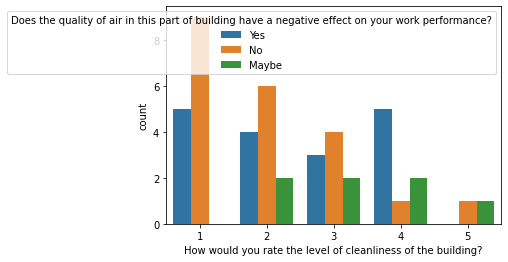 Does the quality of air in this part of building have a negative effect on your work performance?
Yes
No
Maybe
8
6
4
2
0
count
1 2 3 4 5
How would you rate the level of cleanliness of the building?